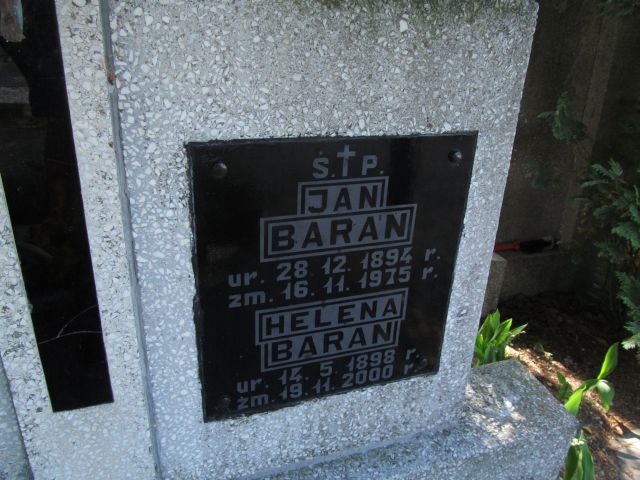 Ś.†P.
JAN
BARAN
ur. 28. 12. 1894 r.
zm. 16. 11. 1975 r.
HELENA
BARAN
ur. 14. 5. 1898 r.
zm. 19. 11. 2000 r.